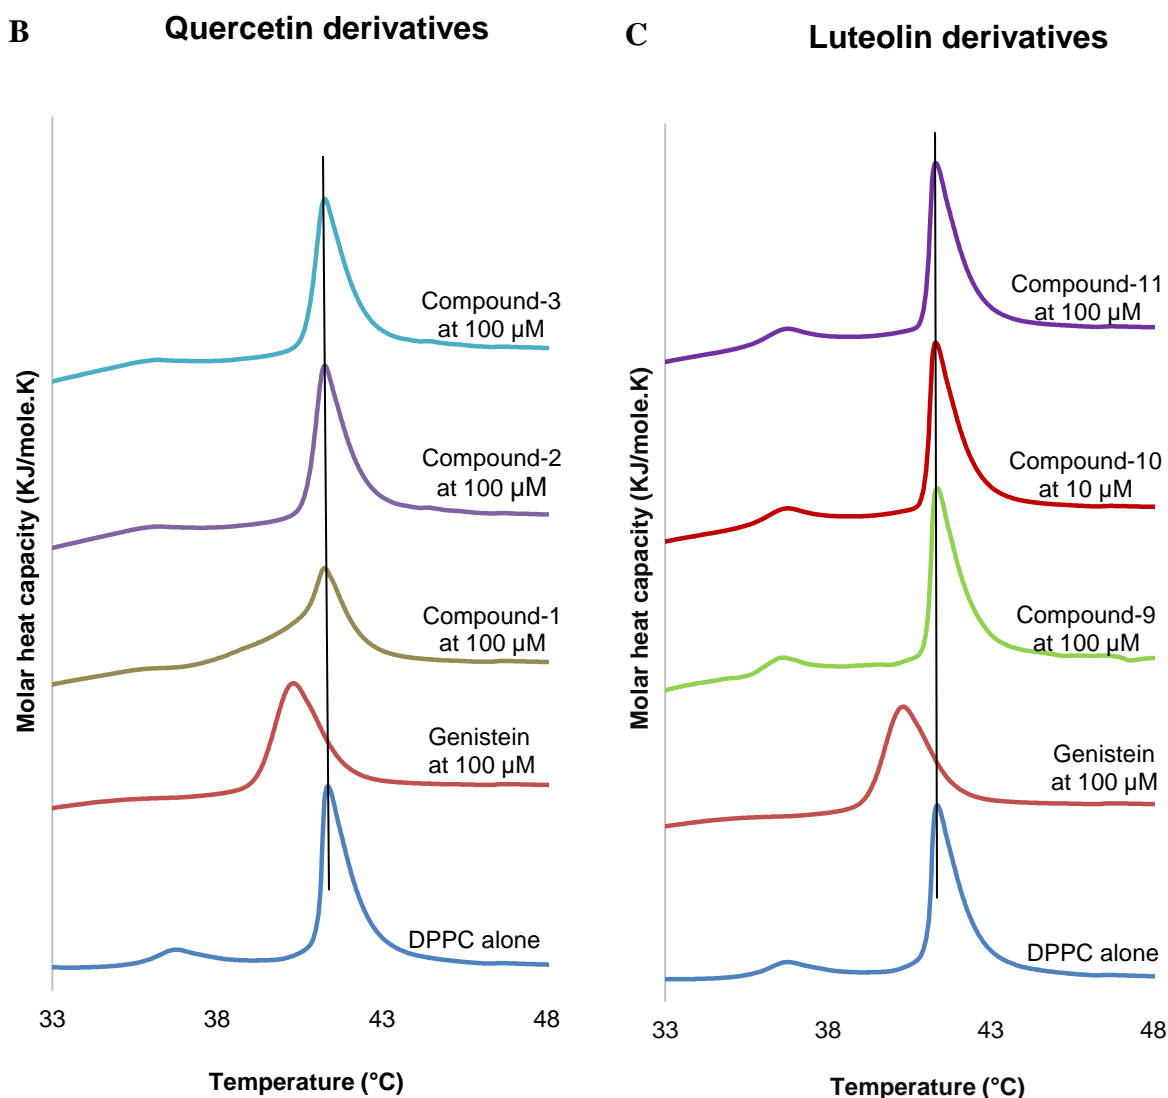 B
Quercetin derivatives
Molar heat capacity (KJ/mole.K)
Compound-3
at 100 µM
Compound-2
at 100 µM
Compound-1
at 100 µM
Genistein
at 100 µM
DPPC alone
33
38
43
48
Temperature (°C)
C
Luteolin derivatives
Molar heat capacity (KJ/mole.K)
Compound-11
at 100 µM
Compound-10
at 10 µM
Compound-9
at 100 µM
Genistein
at 100 µM
DPPC alone
33
38
43
48
Temperature (°C)